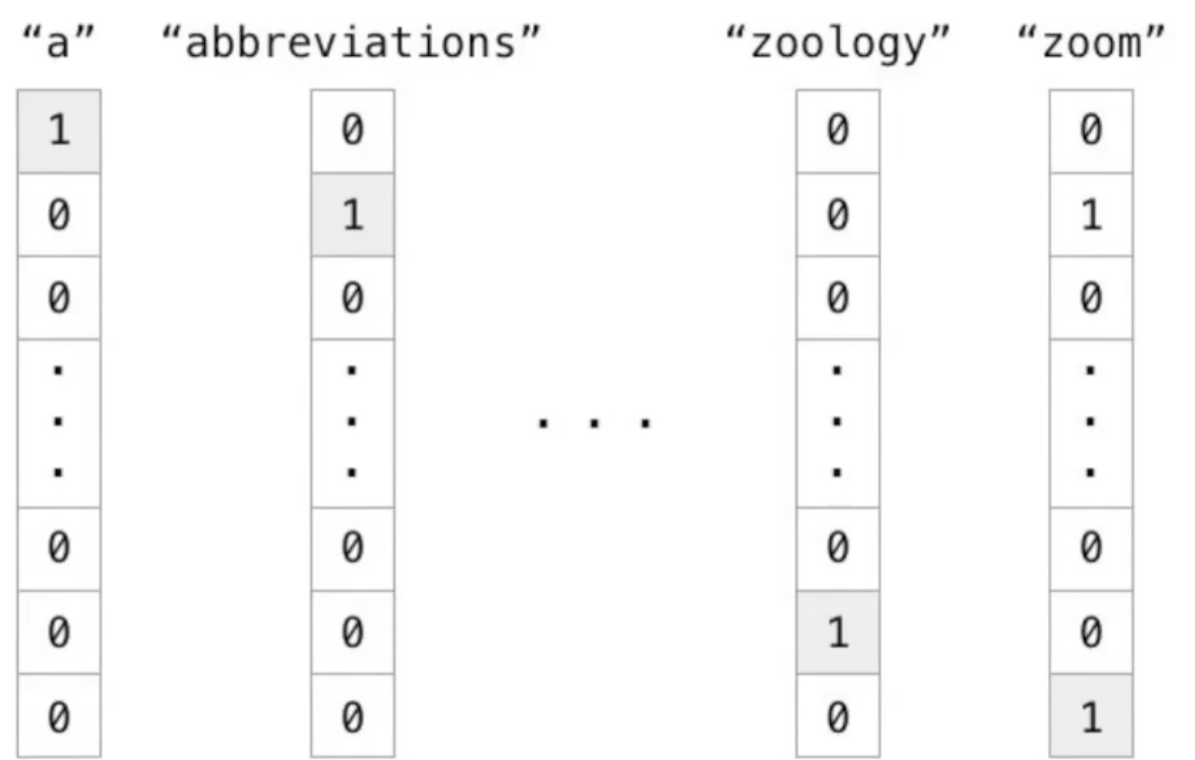 “a” “abbreviations” “zoology” “zoom”
1 0 0 0
0 1 0 1
0 0 0 0
. . . .
. . . . . . .
. . . .
0 0 0 0
0 0 1 0
0 0 0 1